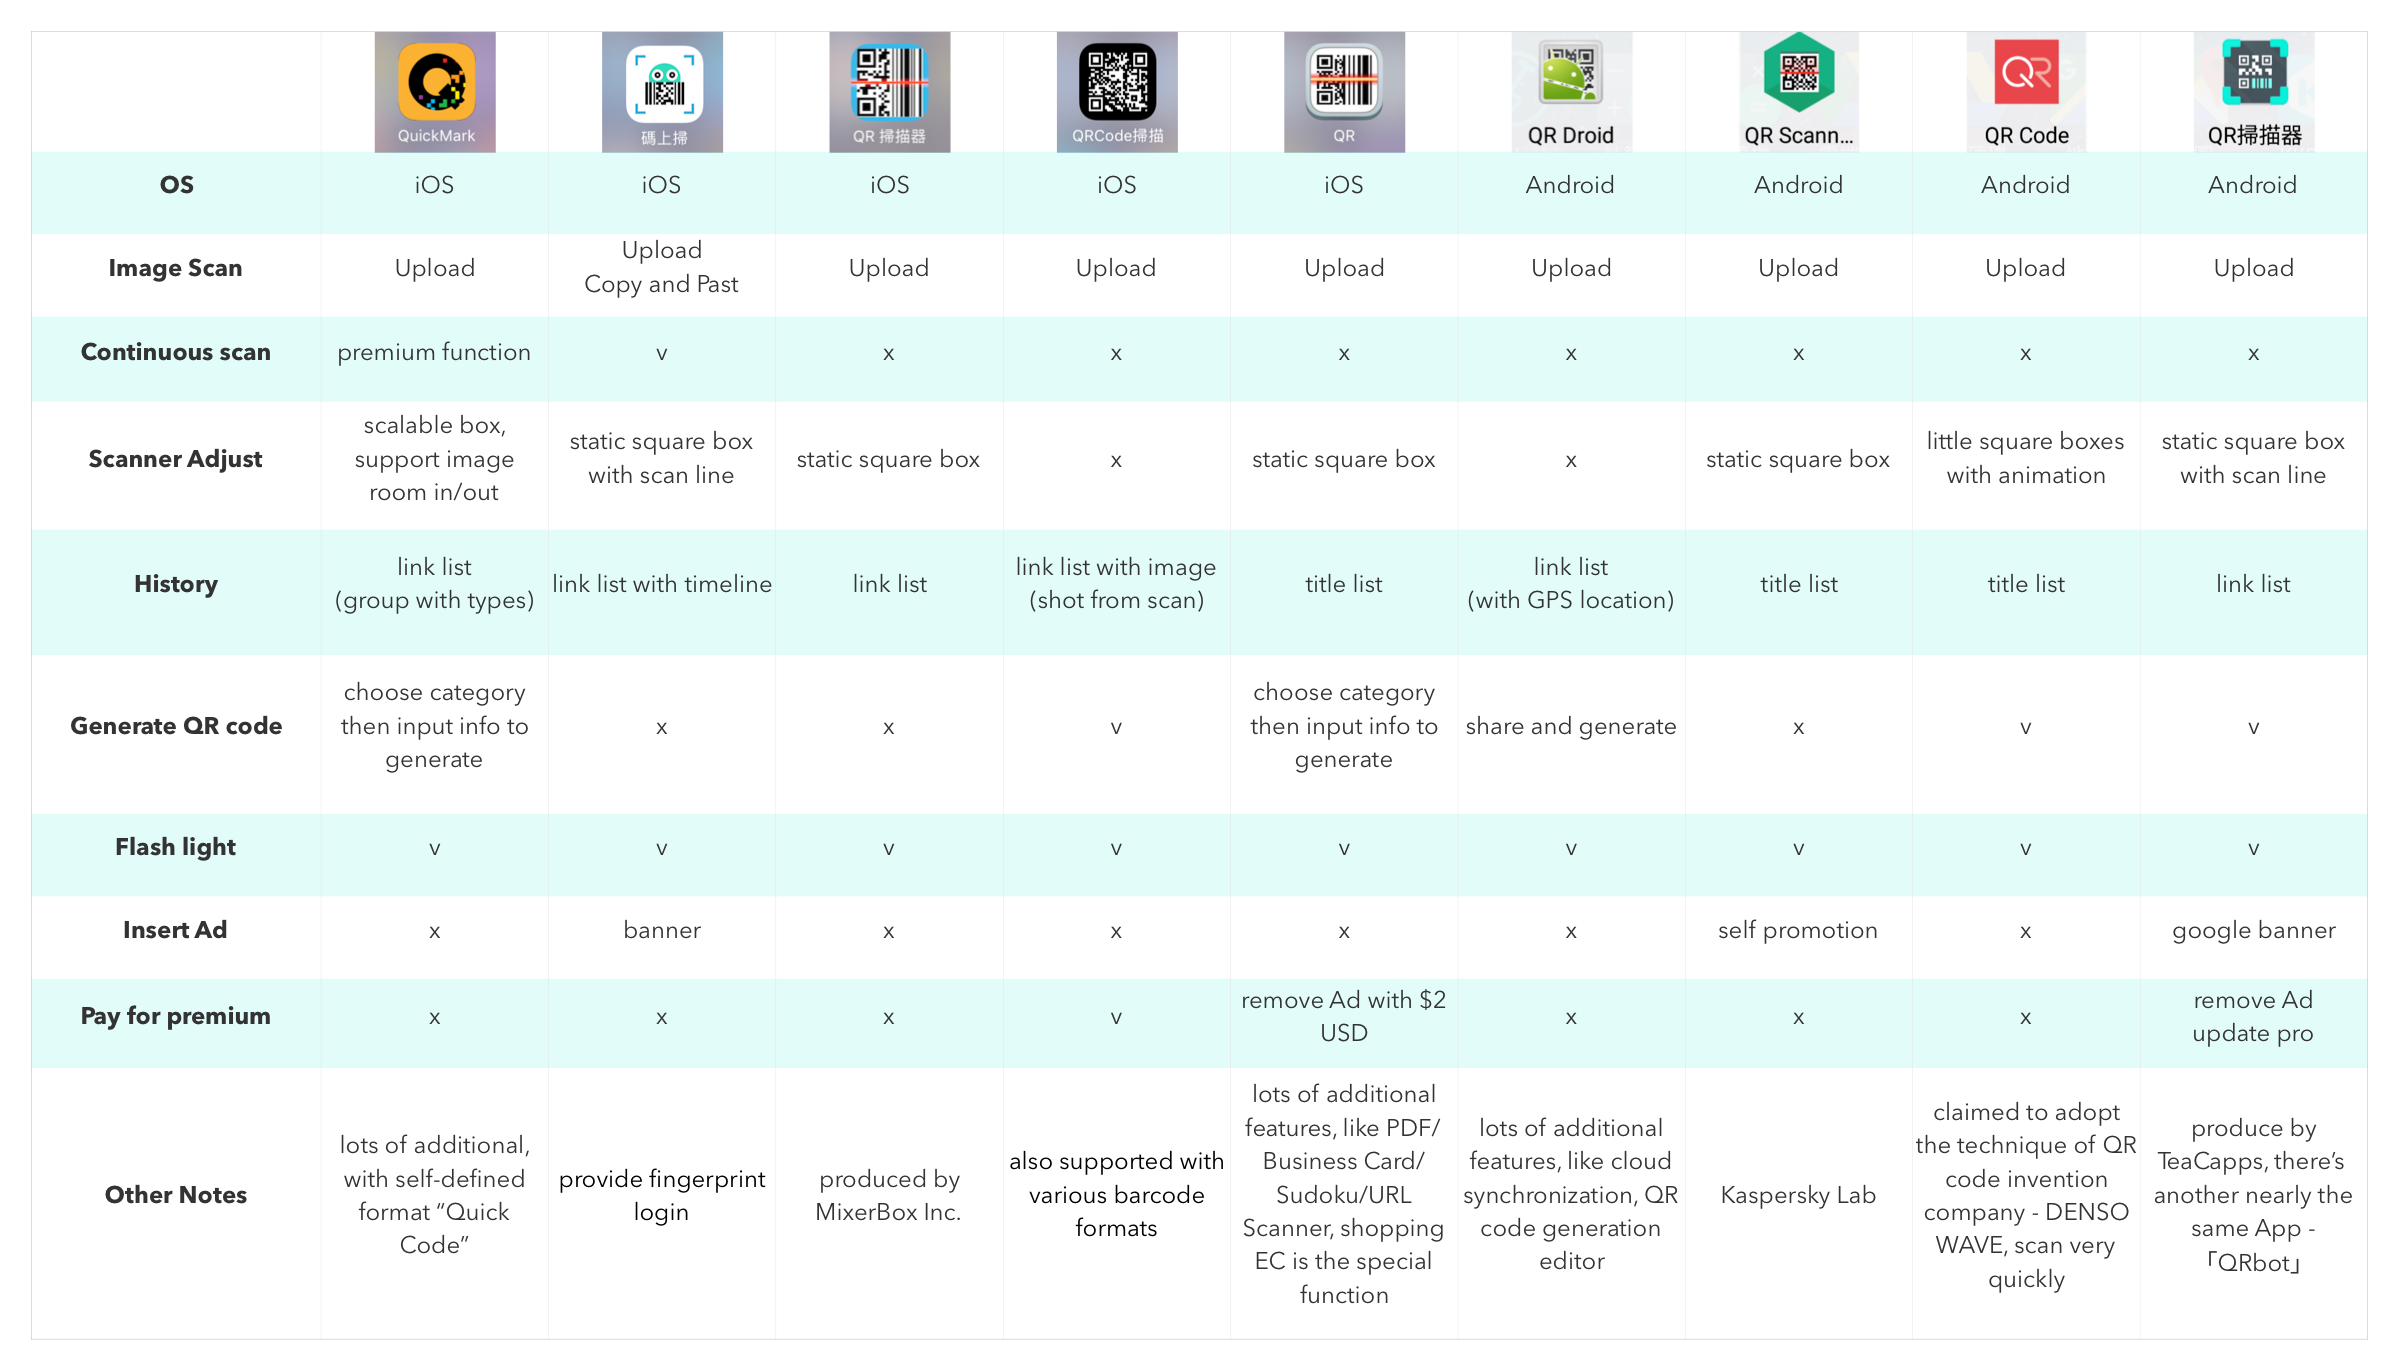 QuickMark
碼上掃
QR 掃描器
QRCode掃描
QR
QR Droid
QR Scann...
QR Code
QR掃描器
OS
iOS
iOS
iOS
iOS
iOS
Android
Android
Android
Android
Image Scan
Upload
Upload
Copy and Past
Upload
Upload
Upload
Upload
Upload
Upload
Upload
Continuous scan
premium function
v
x
x
x
x
x
x
x
Scanner Adjust
scalable box,
support image
room in/out
static square box
with scan line
static square box
x
static square box
x
static square box
little square boxes
with animation
static square box
with scan line
History
link list
(group with types)
link list with timeline
link list
link list with image
(shot from scan)
title list
link list
(with GPS location)
title list
title list
link list
Generate QR code
choose category
then input info to
generate
x
x
v
choose category
then input info to
generate
share and generate
x
v
v
Flash light
v
v
v
v
v
v
v
v
v
Insert Ad
x
banner
x
x
x
x
self promotion
x
google banner
Pay for premium
x
x
x
v
remove Ad with $2
USD
x
x
x
remove Ad
update pro
Other Notes
lots of additional,
with self-defined
format “Quick
Code”
provide fingerprint
login
produced by
MixerBox Inc.
also supported with
various barcode
formats
lots of additional
features, like PDF/
Business Card/
Sudoku/URL
Scanner, shopping
EC is the special
function
lots of additional
features, like cloud
synchronization, QR
code generation
editor
Kaspersky Lab
claimed to adopt
the technique of QR
code invention
company - DENSO
WAVE, scan very
quickly
produce by
TeaCapps, there’s
another nearly the
same App -
「QRbot」